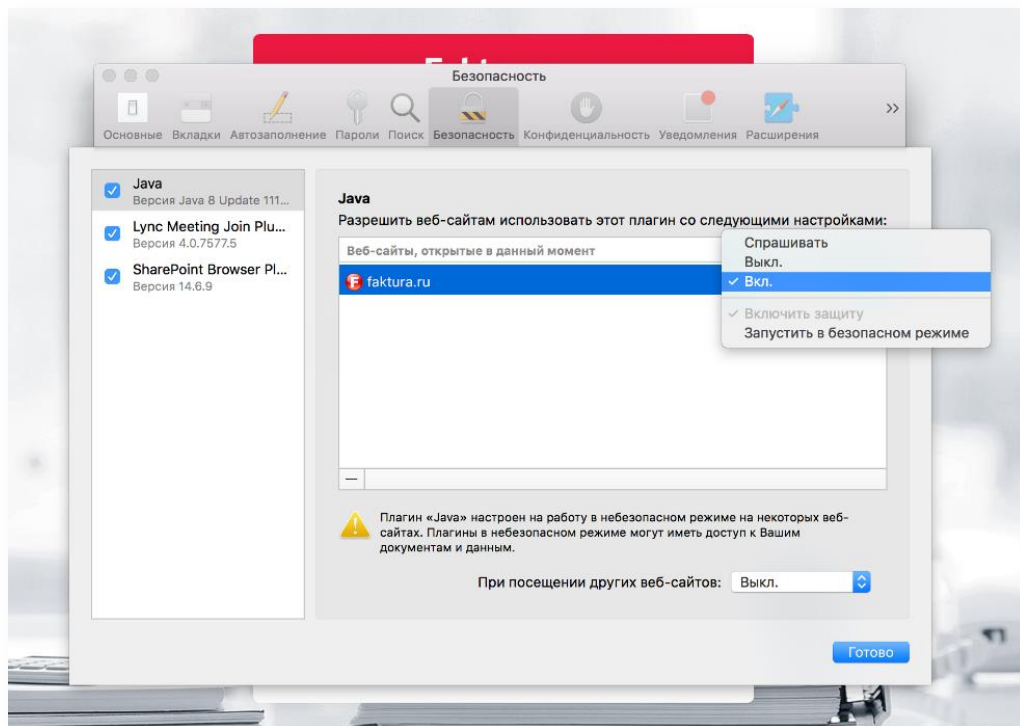 Безопасность
Основные Вкладки Автозаполнение Пароли Поиск Безопасность Конфиденциальность Уведомления Расширения
Java
Версия Java 8 Update 111...
Lync Meeting Join Plu...
Версия 4.0.7577.5
SharePoint Browser Pl...
Версия 14.6.9
Java
Разрешить веб-сайтам использовать этот плагин со следующими настройками:
Веб-сайты, открытые в данный момент
faktura.ru
Спрашивать
Выкл.
Вкл.
Включить защиту
Запустить в безопасном режиме
Плагин «Java» настроен на работу в небезопасном режиме на некоторых веб-
сайтах. Плагины в небезопасном режиме могут иметь доступ к Вашим
документам и данным.
При посещении других веб-сайтов: Выкл.
Готово